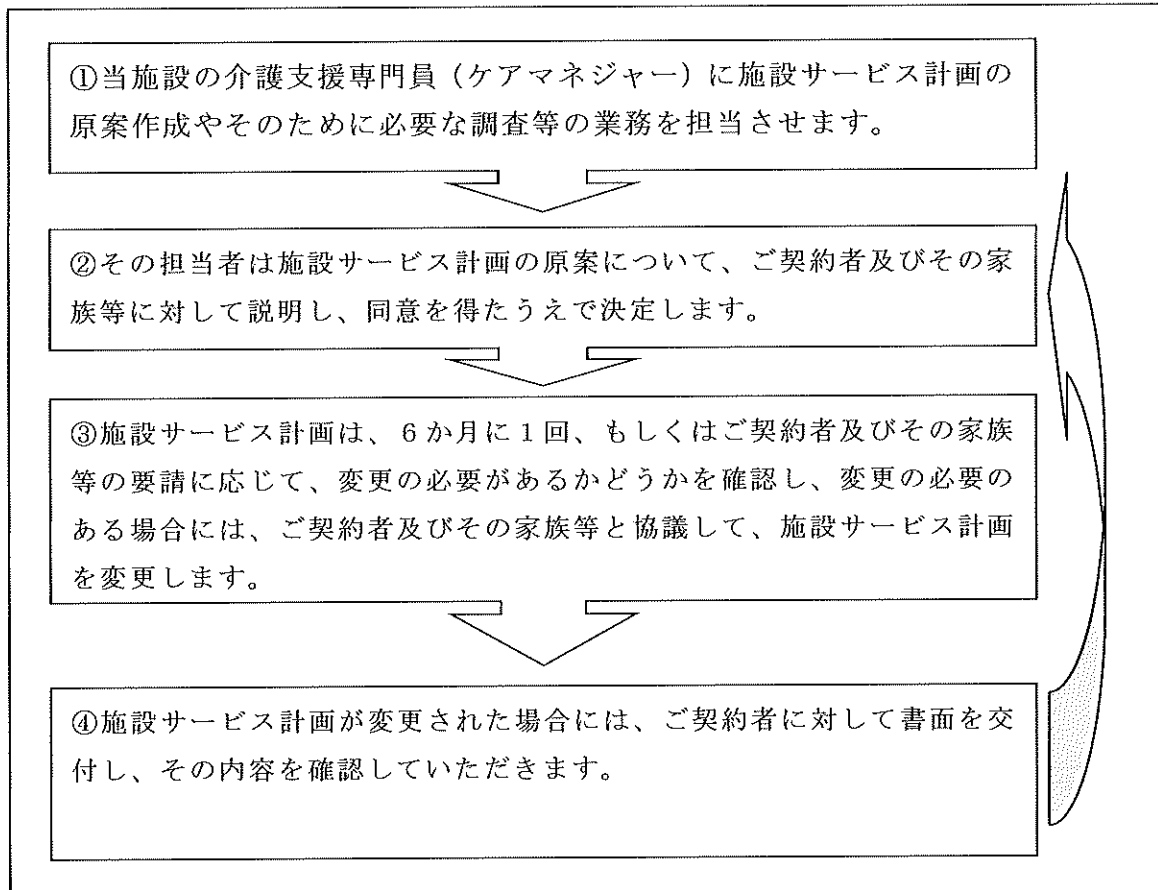 ①当施設の介護支援専門員（ケアマネジャー）に施設サービス計画の
原案作成やそのために必要な調査等の業務を担当させます。
②その担当者は施設サービス計画の原案について、ご契約者及びその家
族等に対して説明し、同意を得たうえで決定します。
③施設サービス計画は、６か月に１回、もしくはご契約者及びその家族
等の要請に応じて、変更の必要があるかどうかを確認し、変更の必要の
ある場合には、ご契約者及びその家族等と協議して、施設サービス計画
を変更します。
④施設サービス計画が変更された場合には、ご契約者に対して書面を交
付し、その内容を確認していただきます。